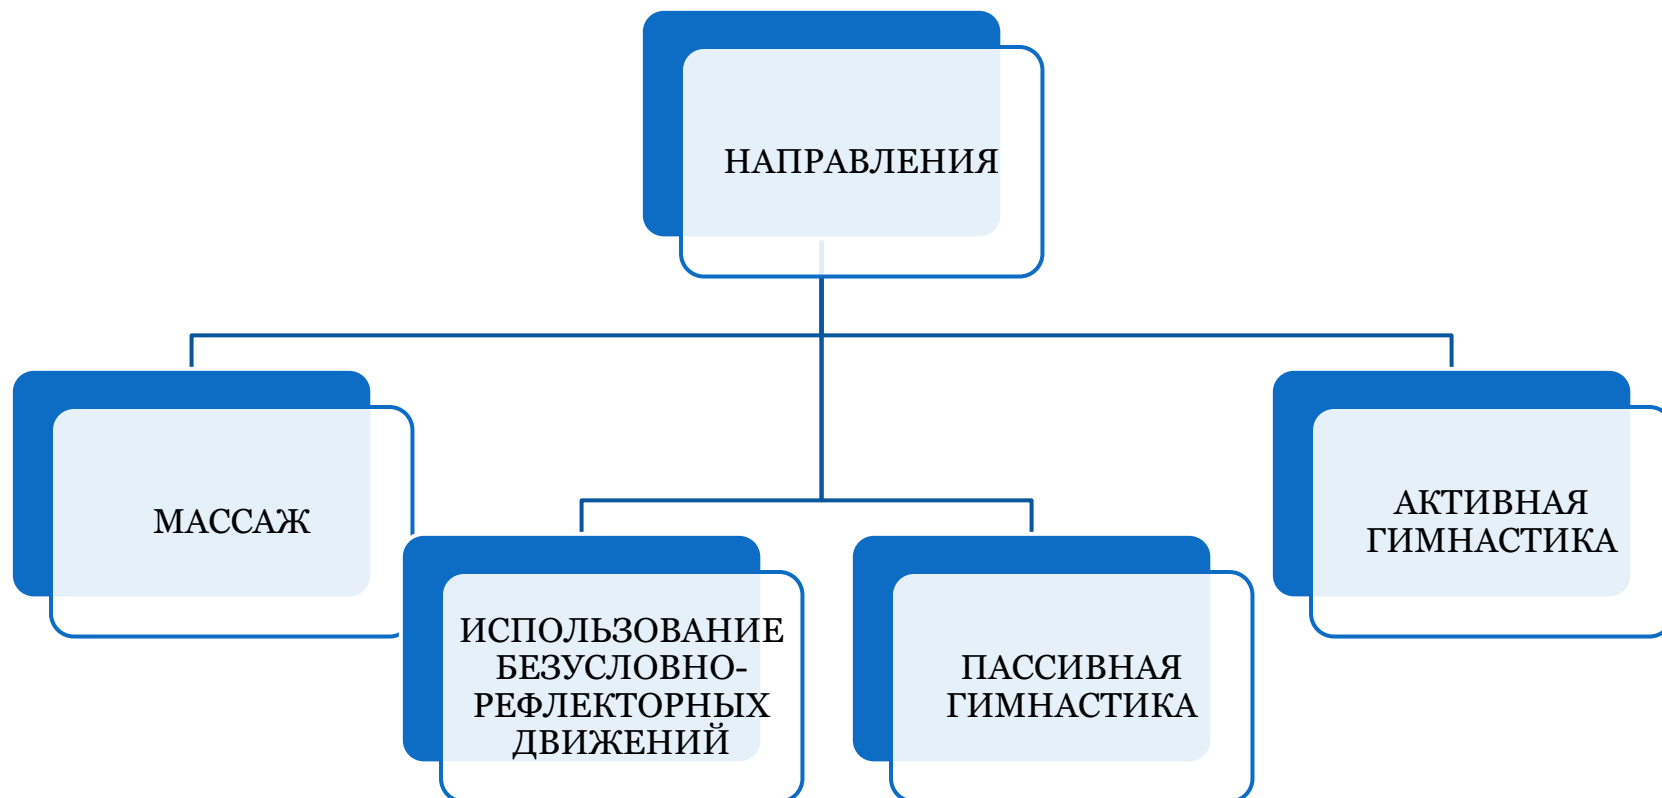 НАПРАВЛЕНИЯ
МАССАЖ
ИСПОЛЬЗОВАНИЕ
БЕЗУСЛОВНО-
РЕФЛЕКТОРНЫХ
ДВИЖЕНИЙ
ПАССИВНАЯ
ГИМНАСТИКА
АКТИВНАЯ
ГИМНАСТИКА